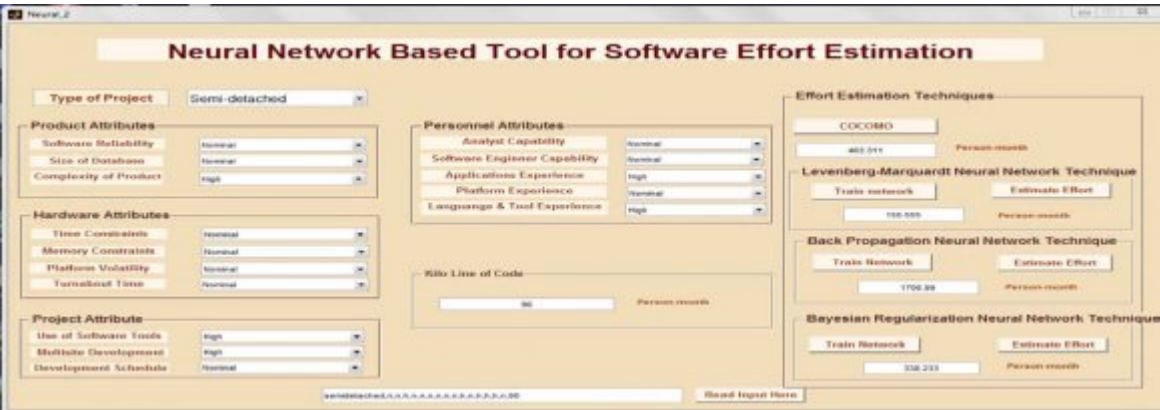 Neural_2
Neural Network Based Tool for Software Effort Estimation
Type of Project
Semi-detached
Product Attributes
Software Reliability Nominal
Size of Database Nominal
Complexity of Product High
Hardware Attributes
Time Constraints Nominal
Memory Constraints Nominal
Platform Volatility Nominal
Turnabout Time Nominal
Project Attribute
Use of Software Tools High
Multisite Development High
Development Schedule Nominal
Personnel Attributes
Analyst Capability Nominal
Software Enginner Capability Nominal
Applications Experience High
Platform Experience Nominal
Languange & Tool Experience High
Kilo Line of Code
90 Person-month
Read Input Here
Effort Estimation Techniques
COCOMO
Person-month
Levenberg-Marquardt Neural Network Technique
Train network Estimate Effort
Person-month
Back Propagation Neural Network Technique
Train Network Estimate Effort
Person-month
Bayesian Regularization Neural Network Technique
Train Network Estimate Effort
338.233 Person-month